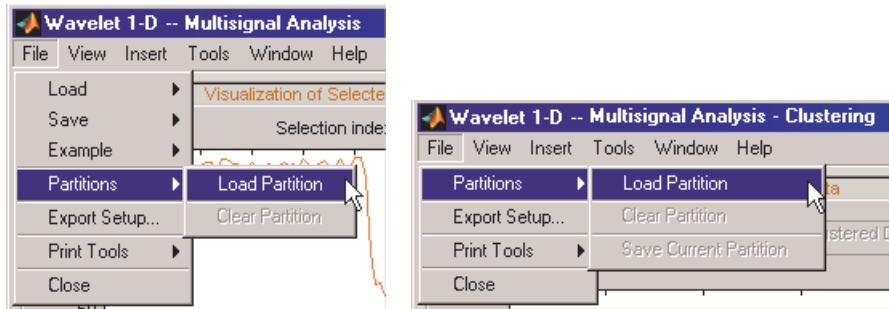 Wavelet 1-D -- Multisignal Analysis
File View Insert Tools Window Help
Load
Save
Example
Partitions
Export Setup...
Print Tools
Close
Visualization of Selecte
Selection inde
Load Partition
Clear Partition
Wavelet 1-D -- Multisignal Analysis - Clustering
File View Insert Tools Window Help
Partitions
Export Setup...
Print Tools
Close
Load Partition
Clear Partition
Save Current Partition
ta
stered D